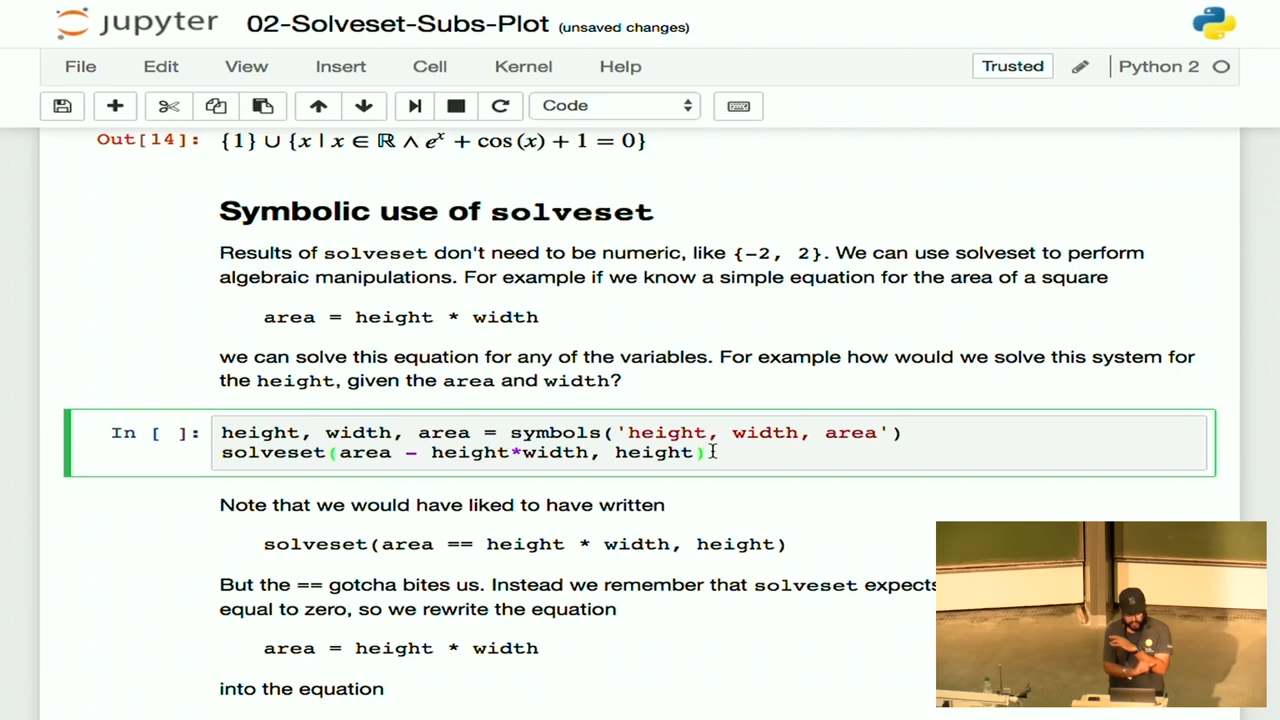 jupyter 02-Solveset-Subs-Plot (unsaved changes)
File Edit View Insert Cell Kernel Help Trusted Python 2
Code
Out[14]: {1} ∪ {x | x ∈ ℝ ∧ eˣ + cos (x) + 1 = 0}
Symbolic use of solveset
Results of solveset don't need to be numeric, like {-2, 2}. We can use solveset to perform
algebraic manipulations. For example if we know a simple equation for the area of a square
area = height * width
we can solve this equation for any of the variables. For example how would we solve this system for
the height, given the area and width?
In [ ]: height, width, area = symbols('height, width, area')
solveset(area - height*width, height)
Note that we would have liked to have written
solveset(area == height * width, height)
But the == gotcha bites us. Instead we remember that solveset expects
equal to zero, so we rewrite the equation
area = height * width
into the equation